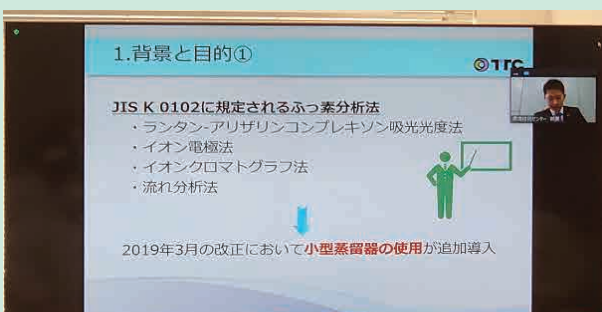 1.背景と目的①
TTC
JIS K 0102に規定されるふっ素分析法
・ランタン-アリザリンコンプレキソン吸光光度法
・イオン電極法
・イオンクロマトグラフ法
・流れ分析法
2019年3月の改正において小型蒸留器の使用が追加導入